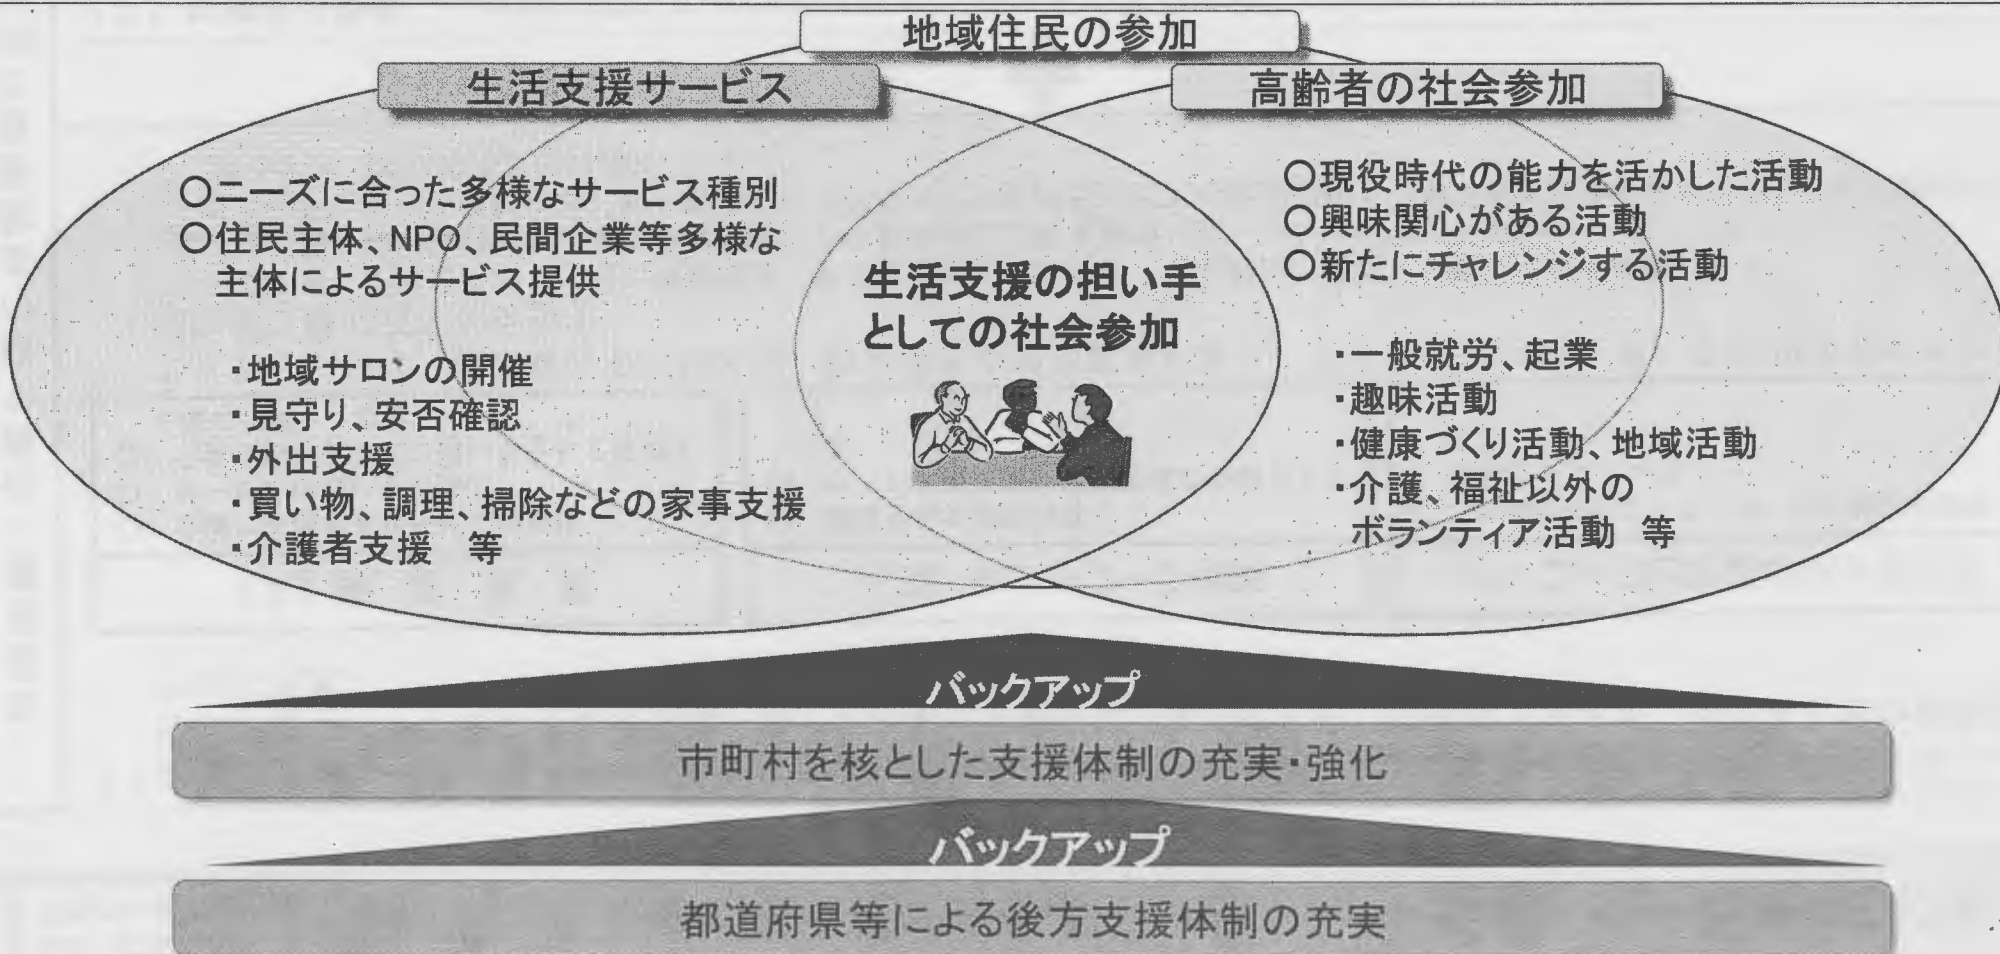 地域住民の参加
生活支援サービス
○ニーズに合った多様なサービス種別
○住民主体、NPO、民間企業等多様な
主体によるサービス提供
・地域サロンの開催
・見守り、安否確認
・外出支援
・買い物、調理、掃除などの家事支援
・介護者支援　等
生活支援の担い手
としての社会参加
高齢者の社会参加
○現役時代の能力を活かした活動
○興味関心がある活動
○新たにチャレンジする活動
・一般就労、起業
・趣味活動
・健康づくり活動、地域活動
・介護、福祉以外の
ボランティア活動　等
バックアップ
市町村を核とした支援体制の充実・強化
バックアップ
都道府県等による後方支援体制の充実